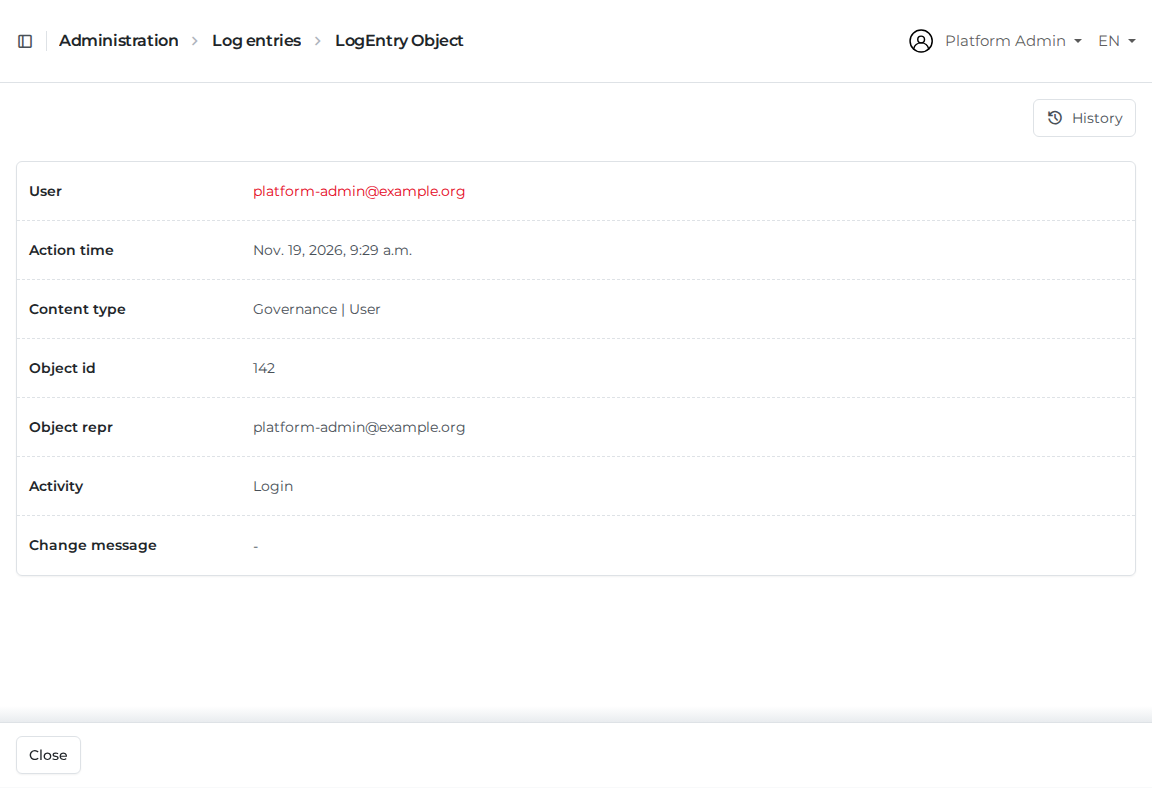 Administration > Log entries > LogEntry Object
Platform Admin EN
History
User platform-admin@example.org
Action time Nov. 19, 2026, 9:29 a.m.
Content type Governance | User
Object id 142
Object repr platform-admin@example.org
Activity Login
Change message -
Close